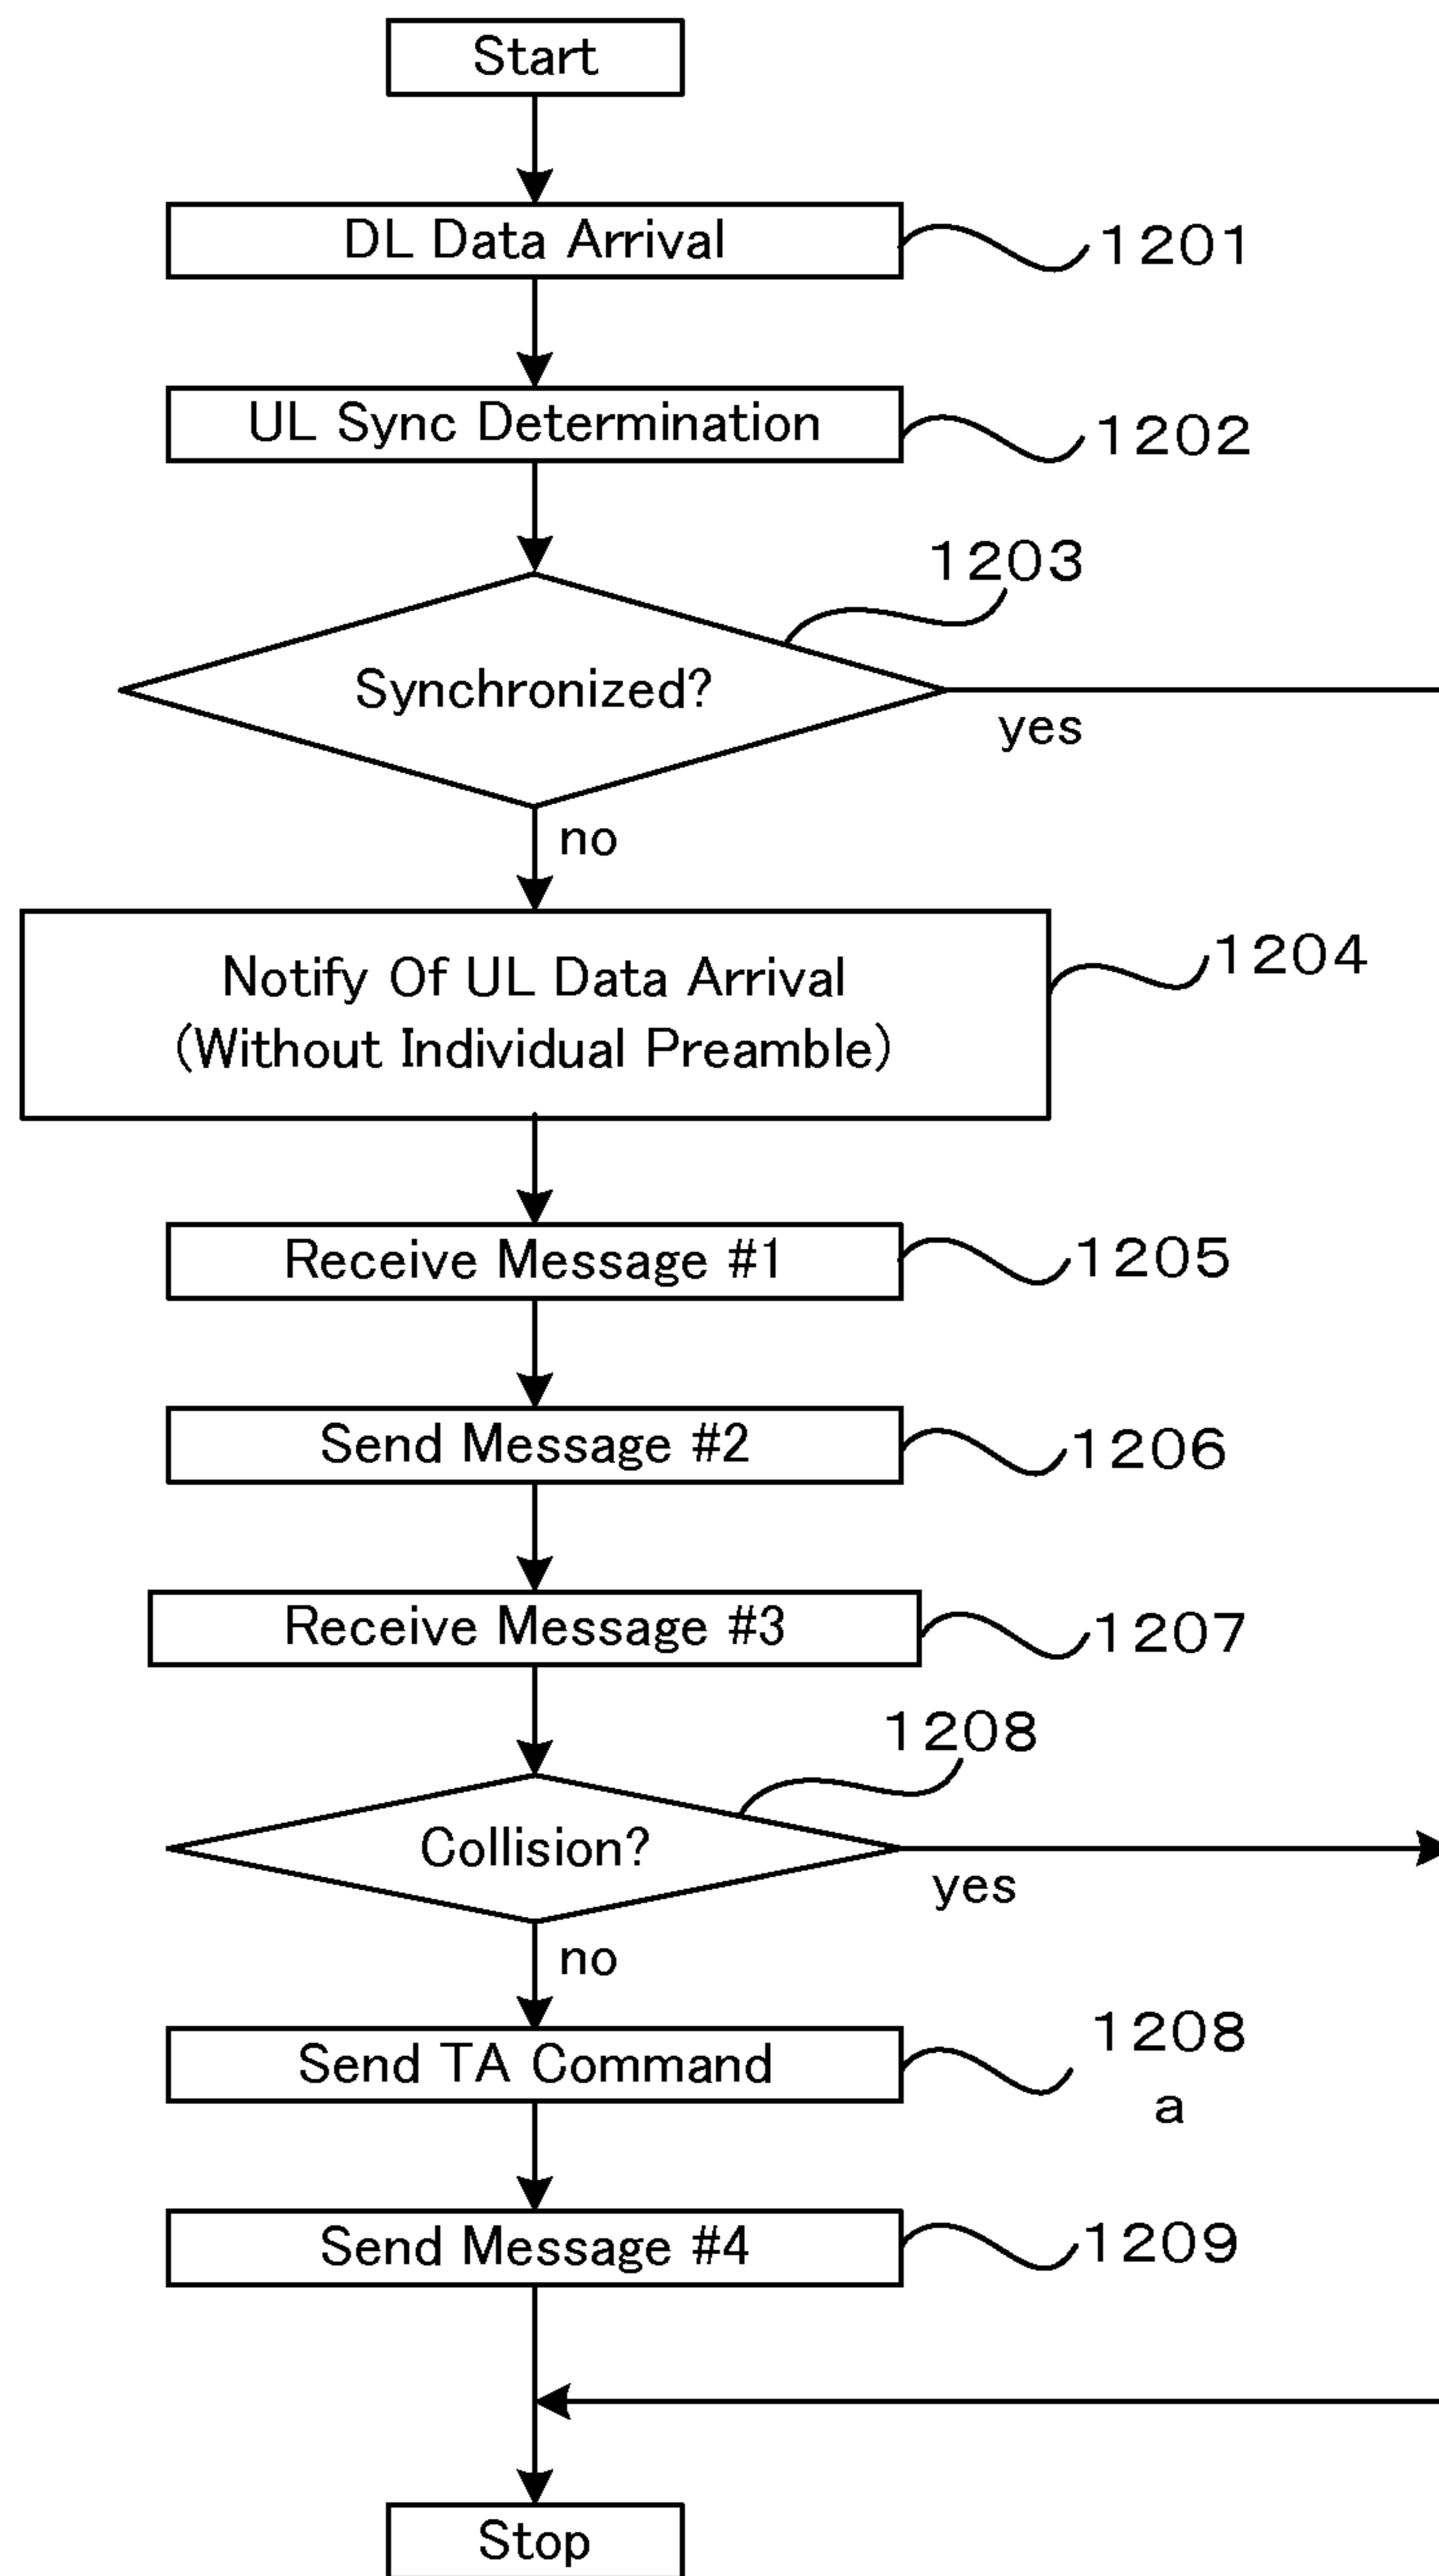 Start
DL Data Arrival
1201
UL Sync Determination
1202
1203
Synchronized?
yes
no
Notify Of UL Data Arrival
(Without Individual Preamble)
1204
Receive Message #1
1205
Send Message #2
1206
Receive Message #3
1207
1208
Collision?
yes
no
Send TA Command
1208
a
Send Message #4
1209
Stop